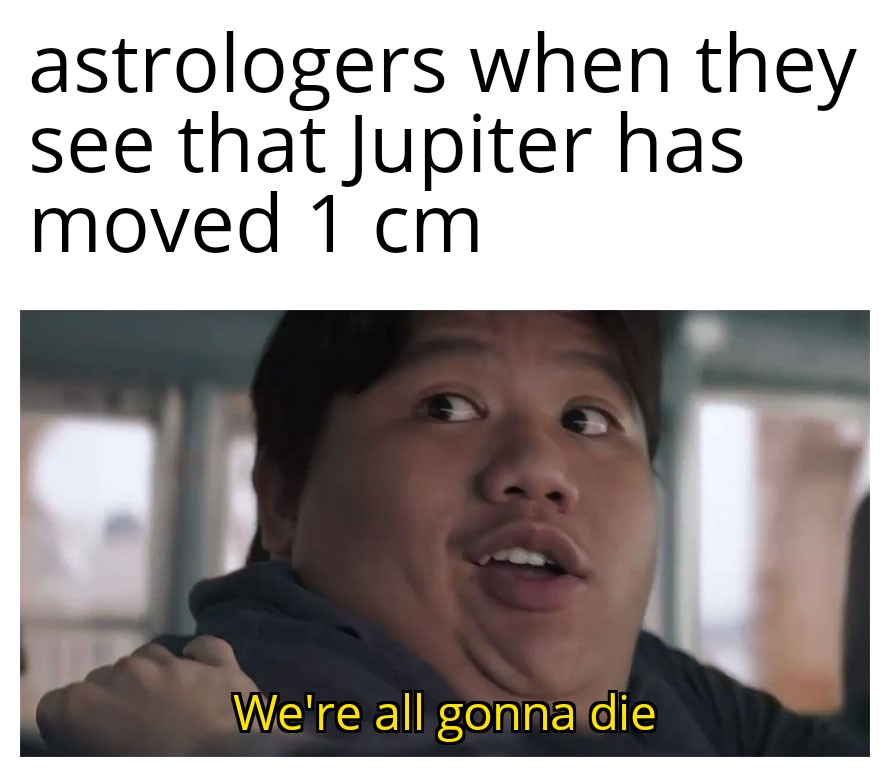 astrologers when they
see that Jupiter has
moved 1 cm
We're all gonna die